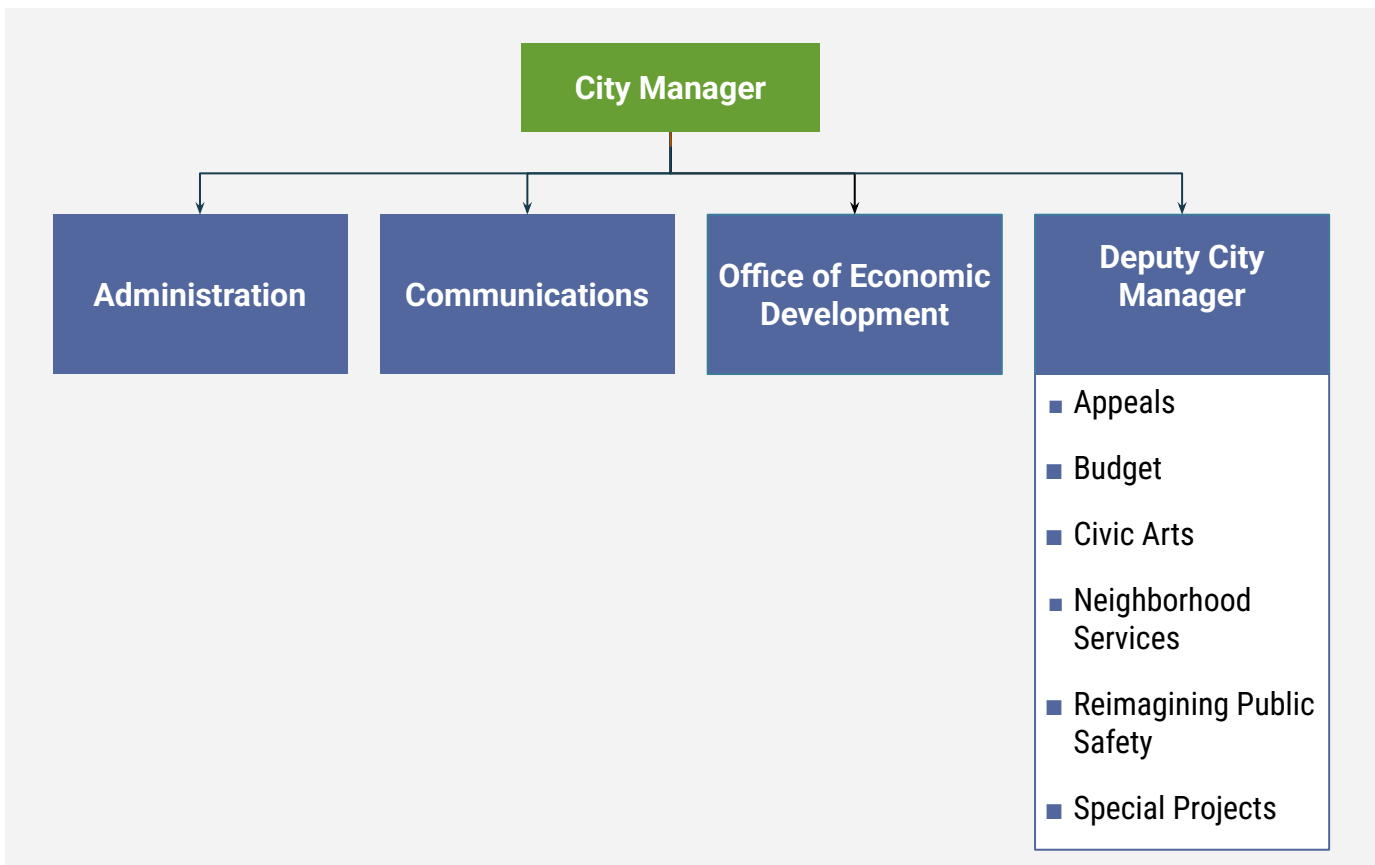 City Manager
Administration
Communications
Office of Economic
Development
Deputy City
Manager
Appeals
Budget
Civic Arts
Neighborhood
Services
Reimagining Public
Safety
Special Projects